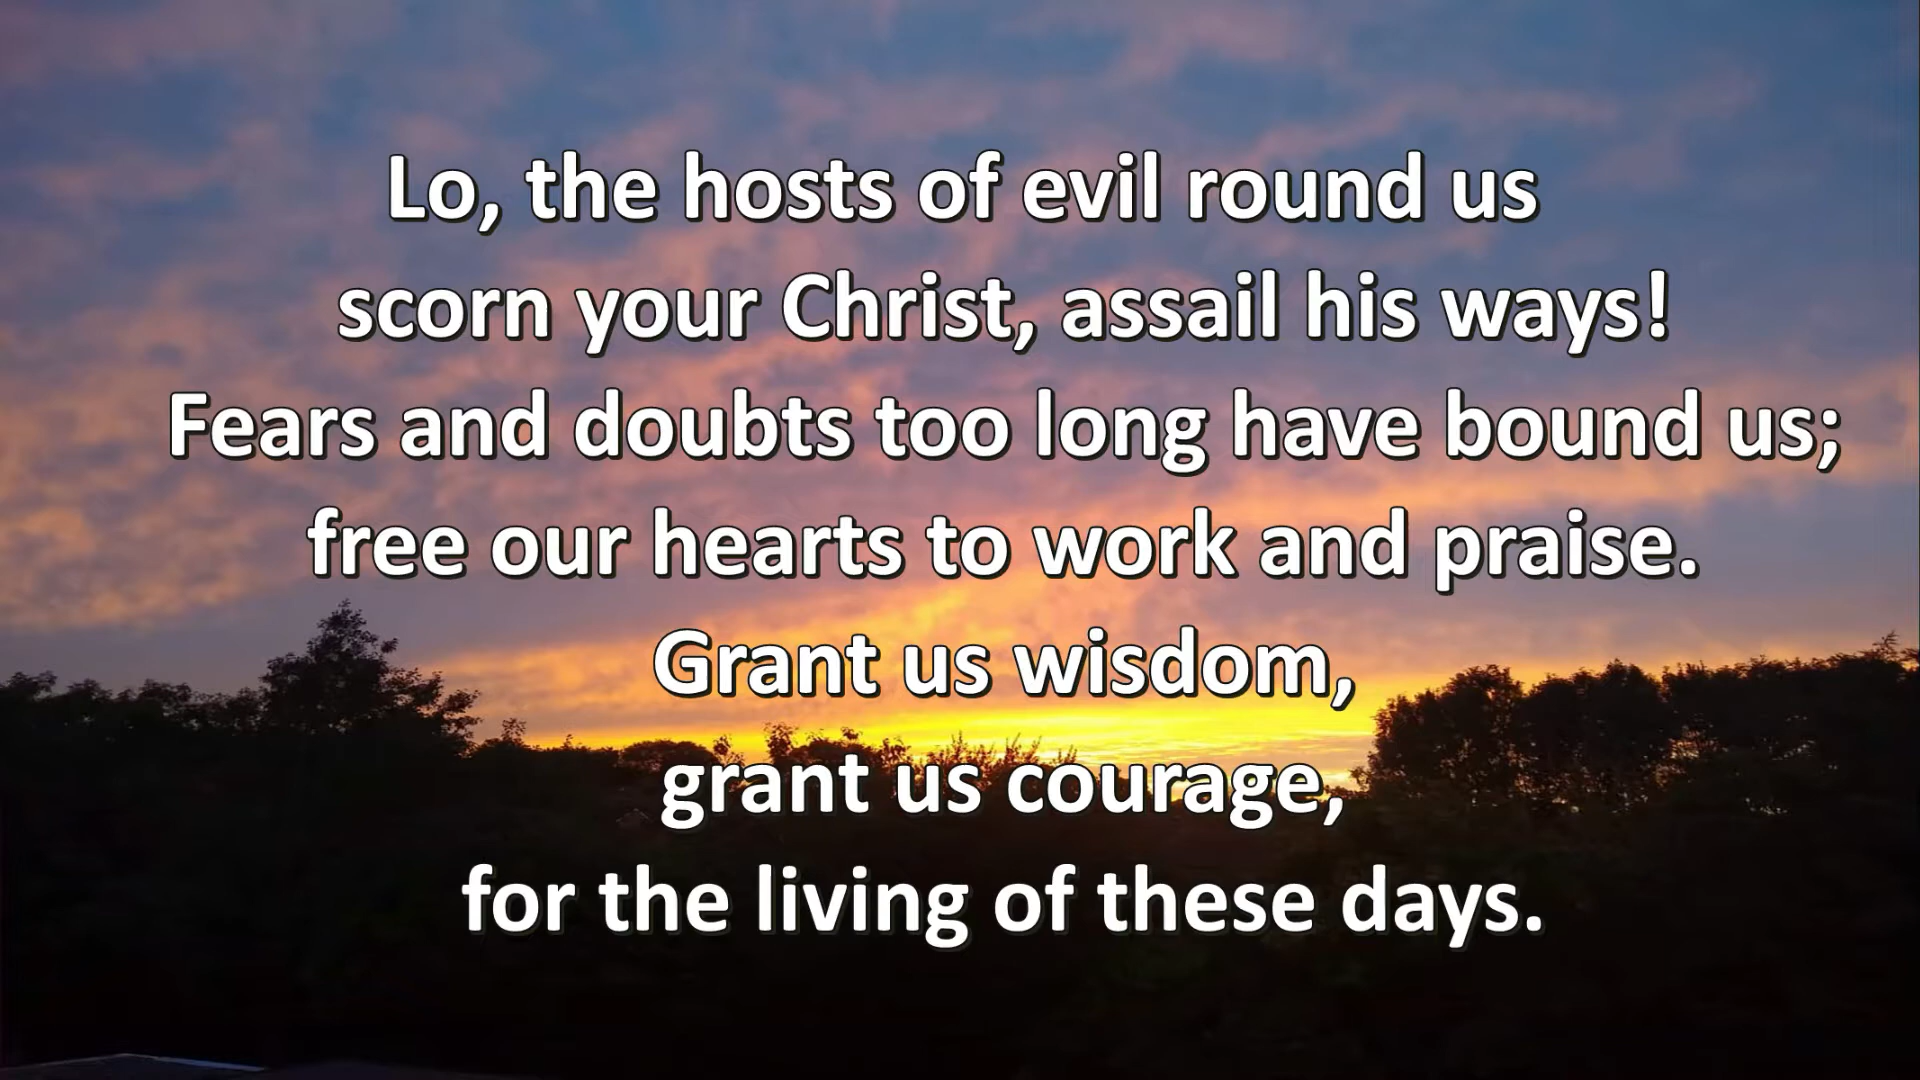 Lo, the hosts of evil round us
scorn your Christ, assail his ways!
Fears and doubts too long have bound us;
free our hearts to work and praise.
Grant us wisdom,
grant us courage,
for the living of these days.